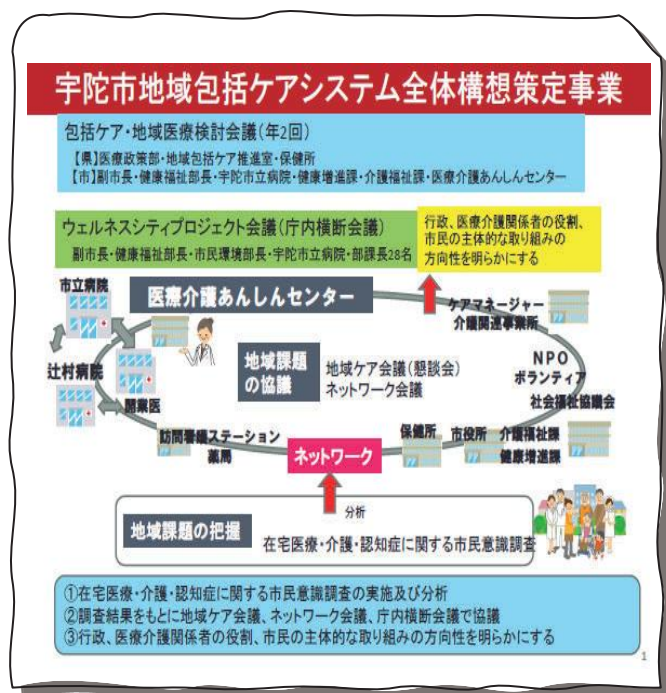 宇陀市地域包括ケアシステム全体構想策定事業
包括ケア・地域医療検討会議(年2回)
【県】医療政策部・地域包括ケア推進室・保健所
【市】副市長・健康福祉部長・宇陀市立病院・健康増進課・介護福祉課・医療介護あんしんセンター
ウェルネスシティプロジェクト会議(庁内横断会議)
副市長・健康福祉部長・市民環境部長・宇陀市立病院・部課長28名
行政、医療介護関係者の役割、
市民の主体的な取り組みの
方向性を明らかにする
市立病院
医療介護あんしんセンター
ケアマネージャー
介護関連事業所
辻村病院
地域課題
の協議
地域ケア会議(懇談会)
ネットワーク会議
NPO
ボランティア
社会福祉協議会
開業医
訪問看護ステーション
薬局
ネットワーク
保健所
市役所
介護福祉課
健康増進課
分析
地域課題の把握
在宅医療・介護・認知症に関する市民意識調査
①在宅医療・介護・認知症に関する市民意識調査の実施及び分析
②調査結果をもとに地域ケア会議、ネットワーク会議、庁内横断会議で協議
③行政、医療介護関係者の役割、市民の主体的な取り組みの方向性を明らかにする
1